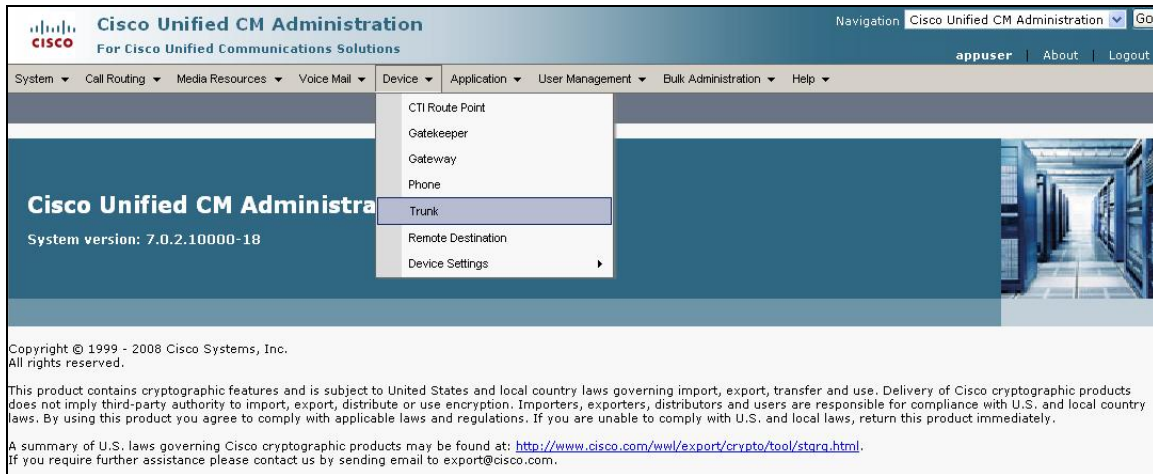 Cisco Unified CM Administration
For Cisco Unified Communications Solutions
Navigation Cisco Unified CM Administration Go
CISCO
appuser | About | Logout
System Call Routing Media Resources Voice Mail Device Application User Management Bulk Administration Help
CTI Route Point
Gatekeeper
Gateway
Phone
Trunk
Remote Destination
Device Settings
Cisco Unified CM Administra
System version: 7.0.2.10000-18
Copyright © 1999 - 2008 Cisco Systems, Inc.
All rights reserved.
This product contains cryptographic features and is subject to United States and local country laws governing import, export, transfer and use. Delivery of Cisco cryptographic products
does not imply third-party authority to import, export, distribute or use encryption. Importers, exporters, distributors and users are responsible for compliance with U.S. and local country
laws. By using this product you agree to comply with applicable laws and regulations. If you are unable to comply with U.S. and local laws, return this product immediately.
A summary of U.S. laws governing Cisco cryptographic products may be found at: http://www.cisco.com/wwl/export/crypto/tool/stqrg.html.
If you require further assistance please contact us by sending email to export@cisco.com.